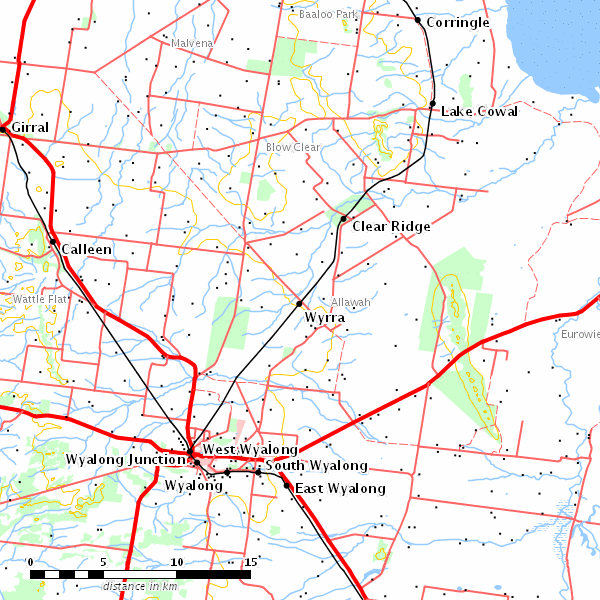 Baaloo Park
Corringle
Malvena
Lake Cowal
Girral
Blow Clear
Clear Ridge
Calleen
Wattle Flat
Allawah
Wyrra
Eurowie
West Wyalong
Wyalong Junction
South Wyalong
Wyalong
East Wyalong
0 5 10 15
distance in km